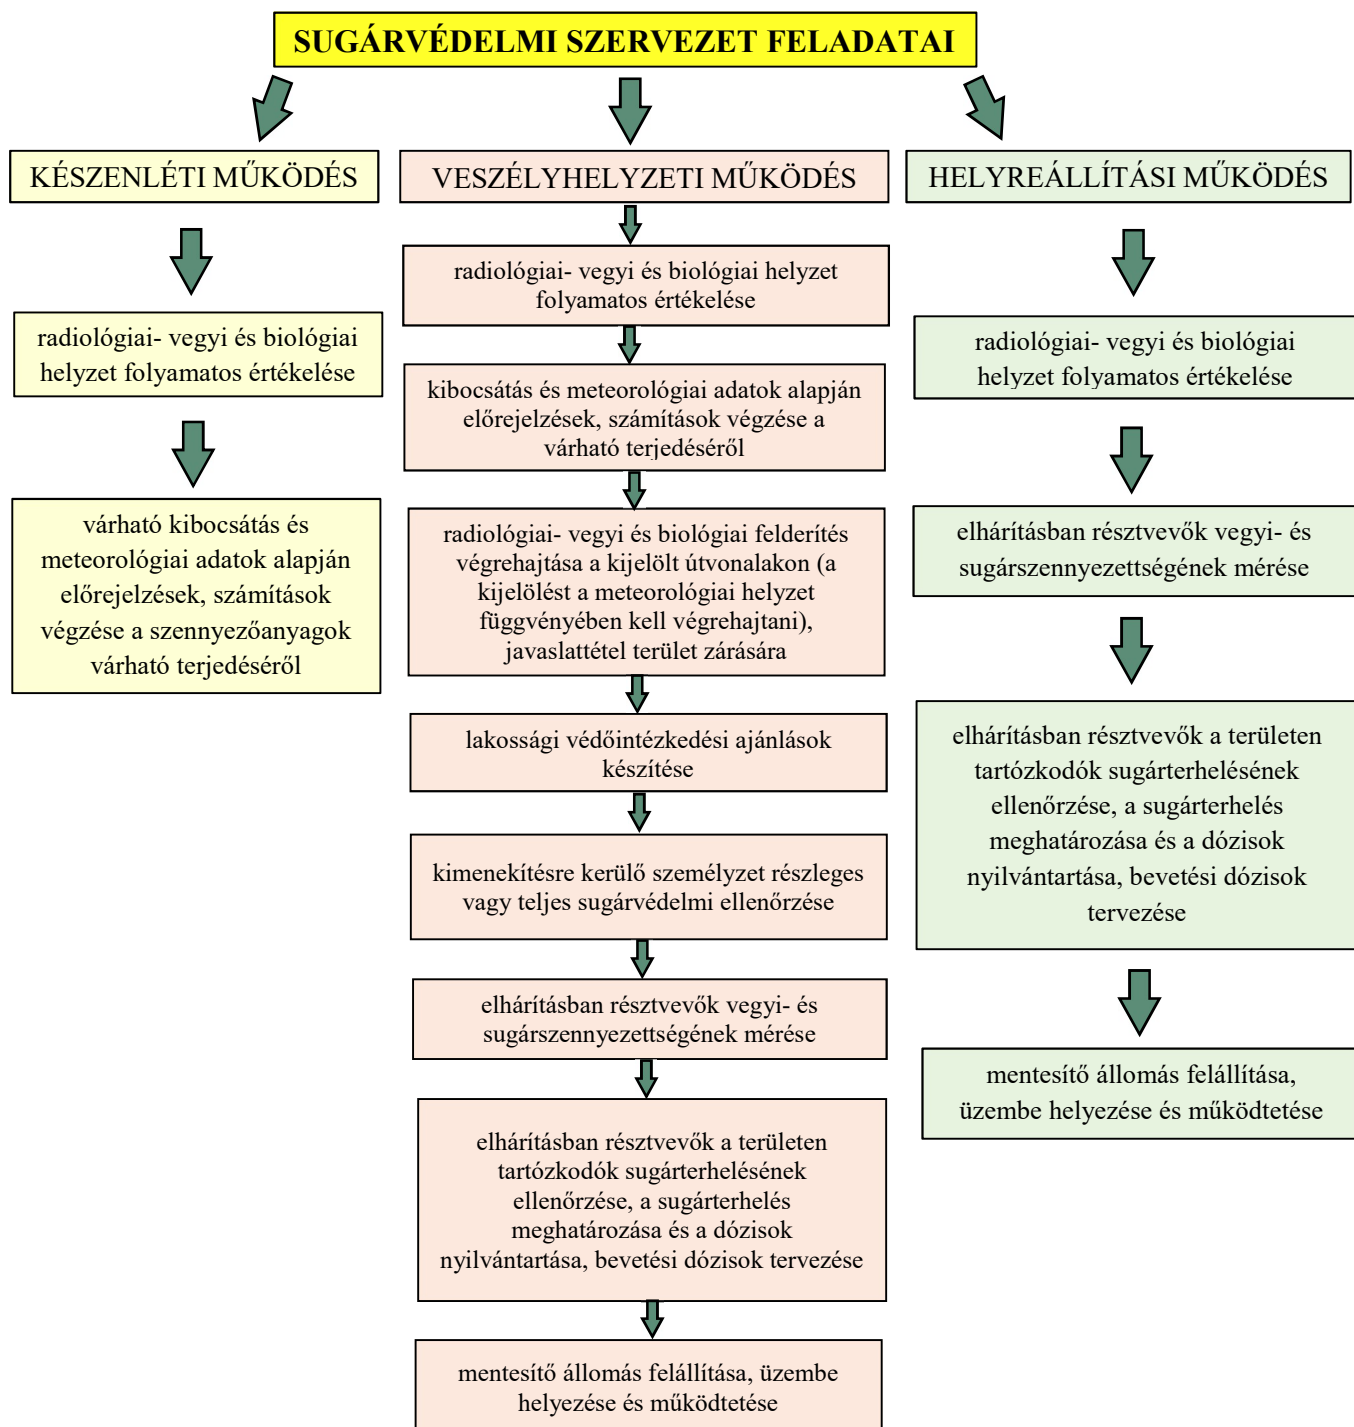 SUGÁRVÉDELMI SZERVEZET FELADATAI
KÉSZENLÉTI MŰKÖDÉS
radiológiai- vegyi és biológiai
helyzet folyamatos értékelése
várható kibocsátás és
meteorológiai adatok alapján
előrejelzések, számítások
végzése a szennyezőanyagok
várható terjedéséről
VESZÉLYHELYZETI MŰKÖDÉS
radiológiai- vegyi és biológiai helyzet
folyamatos értékelése
kibocsátás és meteorológiai adatok alapján
előrejelzések, számítások végzése a
várható terjedéséről
radiológiai- vegyi és biológiai felderítés
végrehajtása a kijelölt útvonalakon (a
kijelölést a meteorológiai helyzet
függvényében kell végrehajtani),
javaslattétel terület zárására
lakossági védőintézkedési ajánlások
készítése
kimenekítésre kerülő személyzet részleges
vagy teljes sugárvédelmi ellenőrzése
elhárításban résztvevők vegyi- és
sugárszennyezettségének mérése
elhárításban résztvevők a területen
tartózkodók sugárterhelésének
ellenőrzése, a sugárterhelés
meghatározása és a dózisok
nyilvántartása, bevetési dózisok tervezése
mentesítő állomás felállítása, üzembe
helyezése és működtetése
HELYREÁLLÍTÁSI MŰKÖDÉS
radiológiai- vegyi és biológiai
helyzet folyamatos értékelése
elhárításban résztvevők vegyi- és
sugárszennyezettségének mérése
elhárításban résztvevők a területen
tartózkodók sugárterhelésének
ellenőrzése, a sugárterhelés
meghatározása és a dózisok
nyilvántartása, bevetési dózisok
tervezése
mentesítő állomás felállítása,
üzembe helyezése és működtetése